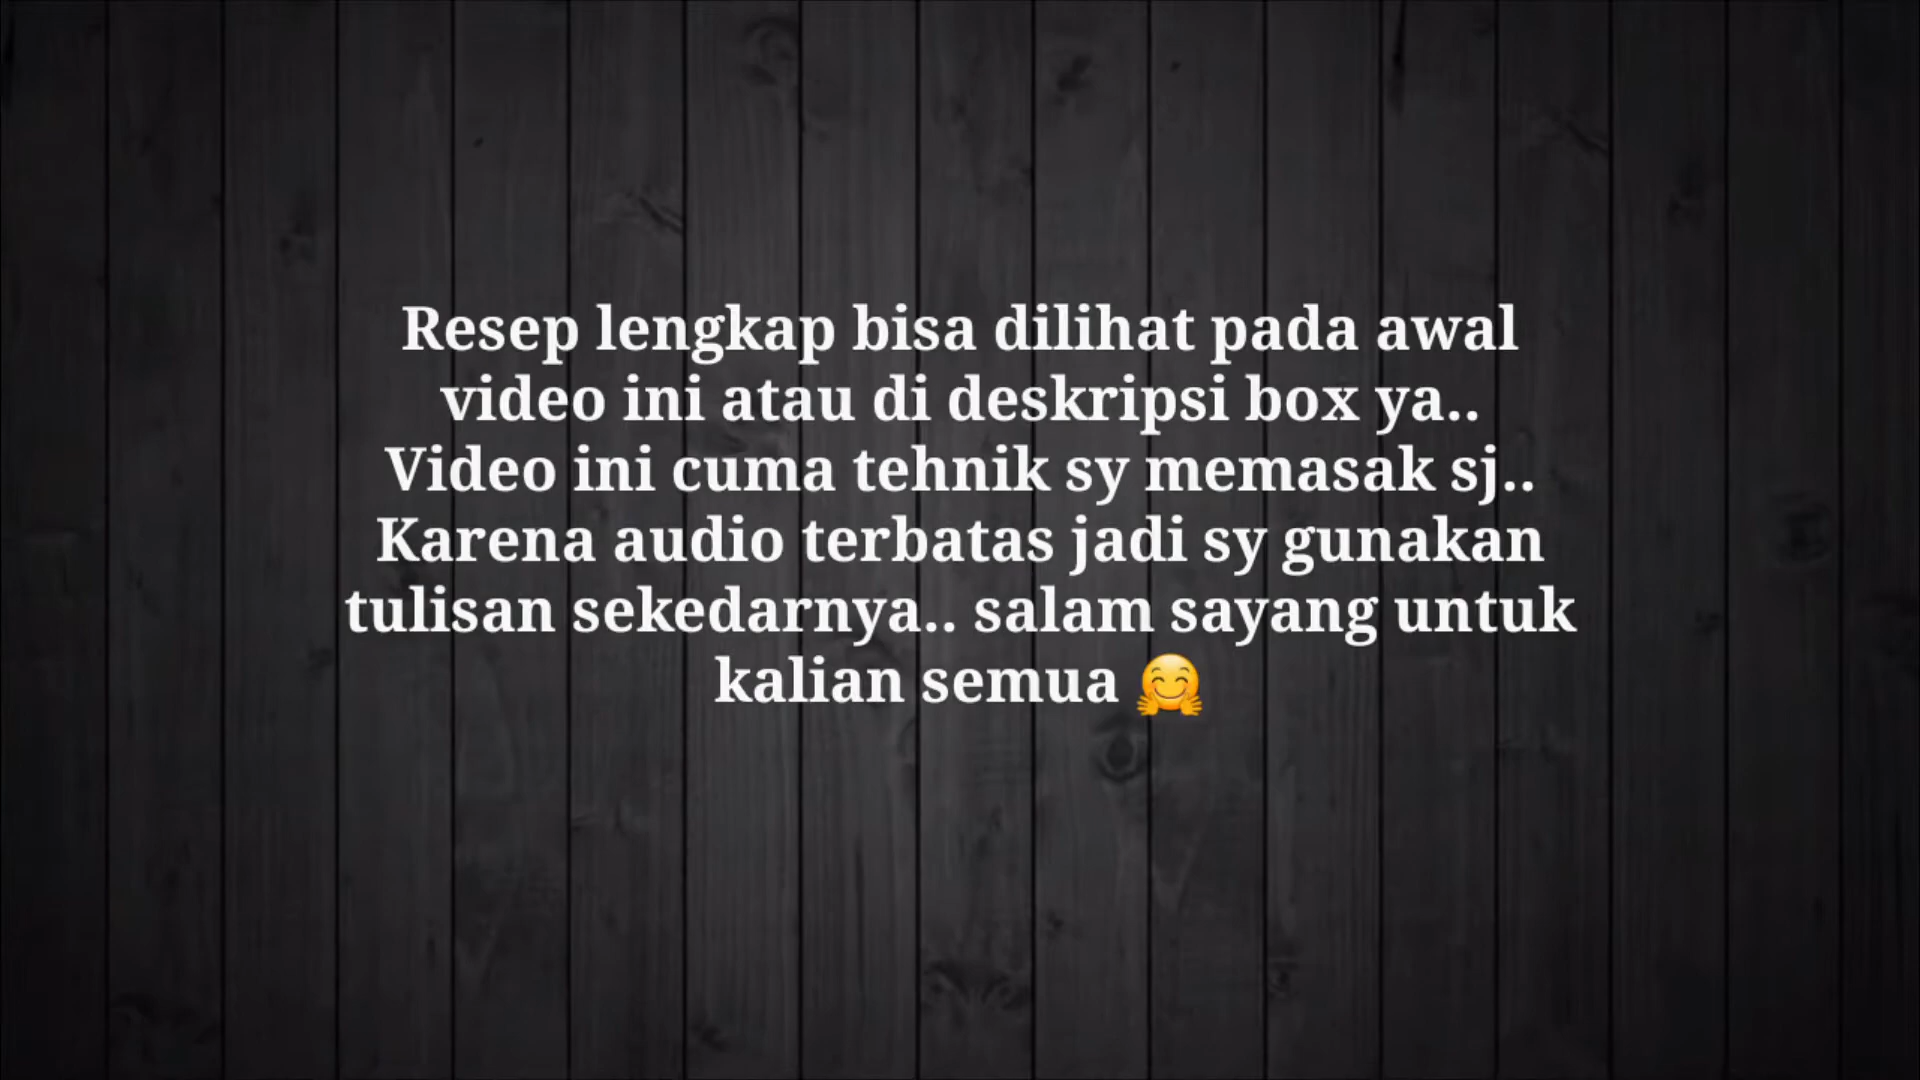 Resep lengkap bisa dilihat pada awal
video ini atau di deskripsi box ya..
Video ini cuma tehnik sy memasak sj..
Karena audio terbatas jadi sy gunakan
tulisan sekedarnya.. salam sayang untuk
kalian semua 🤗